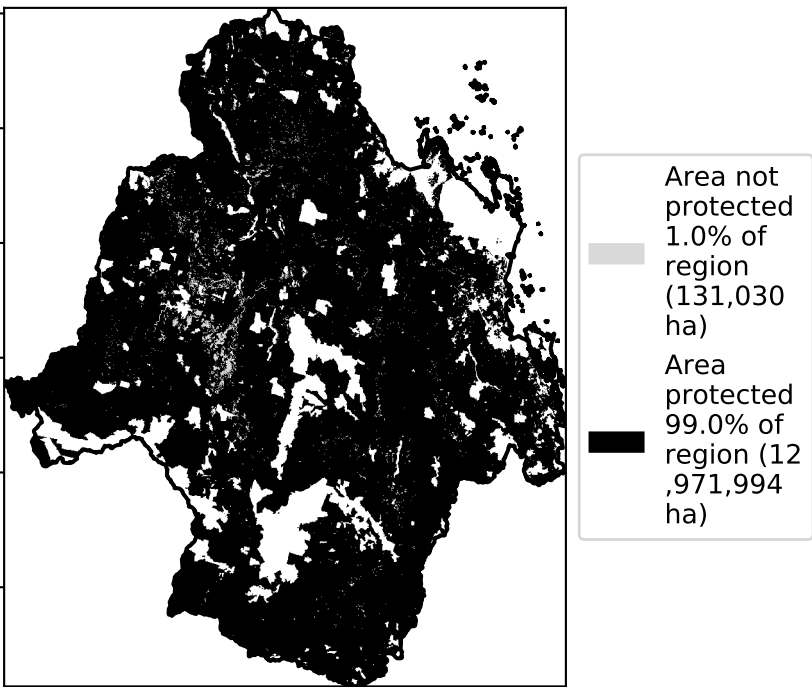 Area not
protected
1.0% of
region
(131,030
ha)
Area
protected
99.0% of
region (12
,971,994
ha)